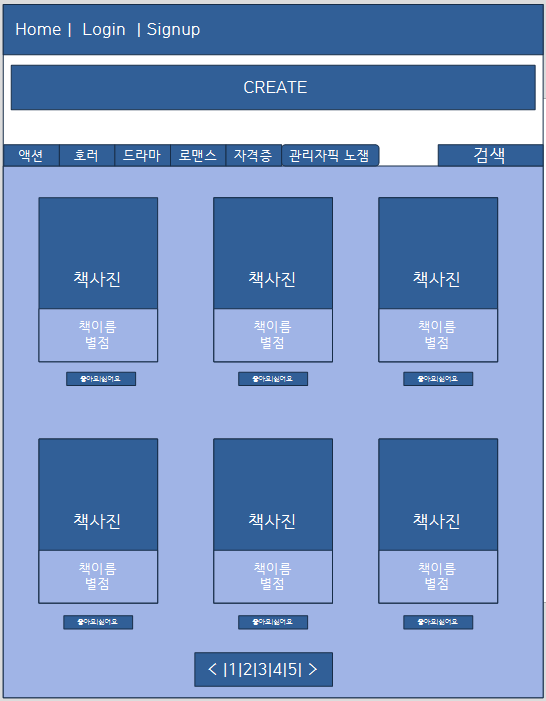 Home | Login | Signup
CREATE
액션 호러 드라마 로맨스 자격증 관리자픽 노잼 검색
책사진 책사진 책사진
책이름 책이름 책이름
별점 별점 별점
좋아요|싫어요 좋아요|싫어요 좋아요|싫어요
책사진 책사진 책사진
책이름 책이름 책이름
별점 별점 별점
좋아요|싫어요 좋아요|싫어요 좋아요|싫어요
< |1|2|3|4|5| >